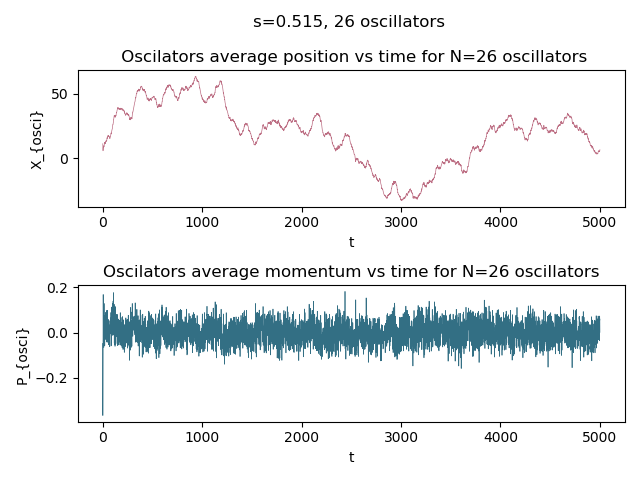 s=0.515, 26 oscillators
Oscilators average position vs time for N=26 oscillators
X_{osci}
50
0
0 1000 2000 3000 4000 5000
t
Oscilators average momentum vs time for N=26 oscillators
P_{osci}
0.2
0.0
−0.2
0 1000 2000 3000 4000 5000
t